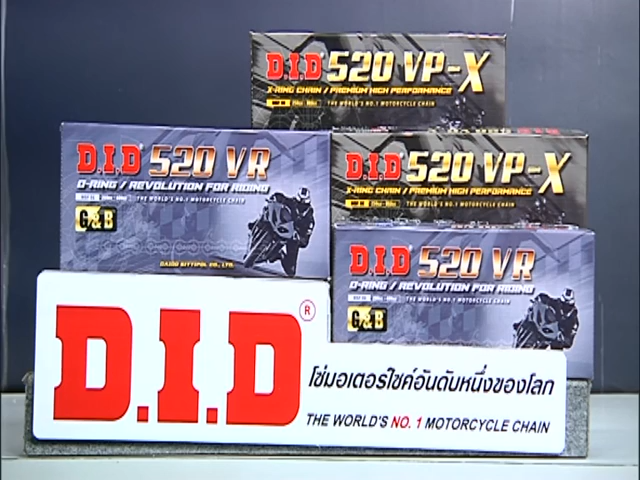 D.I.D 520 VP-X
X-RING CHAIN / PREMIUM HIGH PERFORMANCE
THE WORLD'S NO.1 MOTORCYCLE CHAIN
D.I.D 520 VR
O-RING / REVOLUTION FOR RIDING
THE WORLD'S NO.1 MOTORCYCLE CHAIN
G&B
DAIDO SITTIPOL CO., LTD.
D.I.D 520 VP-X
X-RING CHAIN / PREMIUM HIGH PERFORMANCE
THE WORLD'S NO.1 MOTORCYCLE CHAIN
D.I.D 520 VR
O-RING / REVOLUTION FOR RIDING
THE WORLD'S NO.1 MOTORCYCLE CHAIN
G&B
D.I.D®
โซ่มอเตอร์ไซค์อันดับหนึ่งของโลก
THE WORLD'S NO. 1 MOTORCYCLE CHAIN